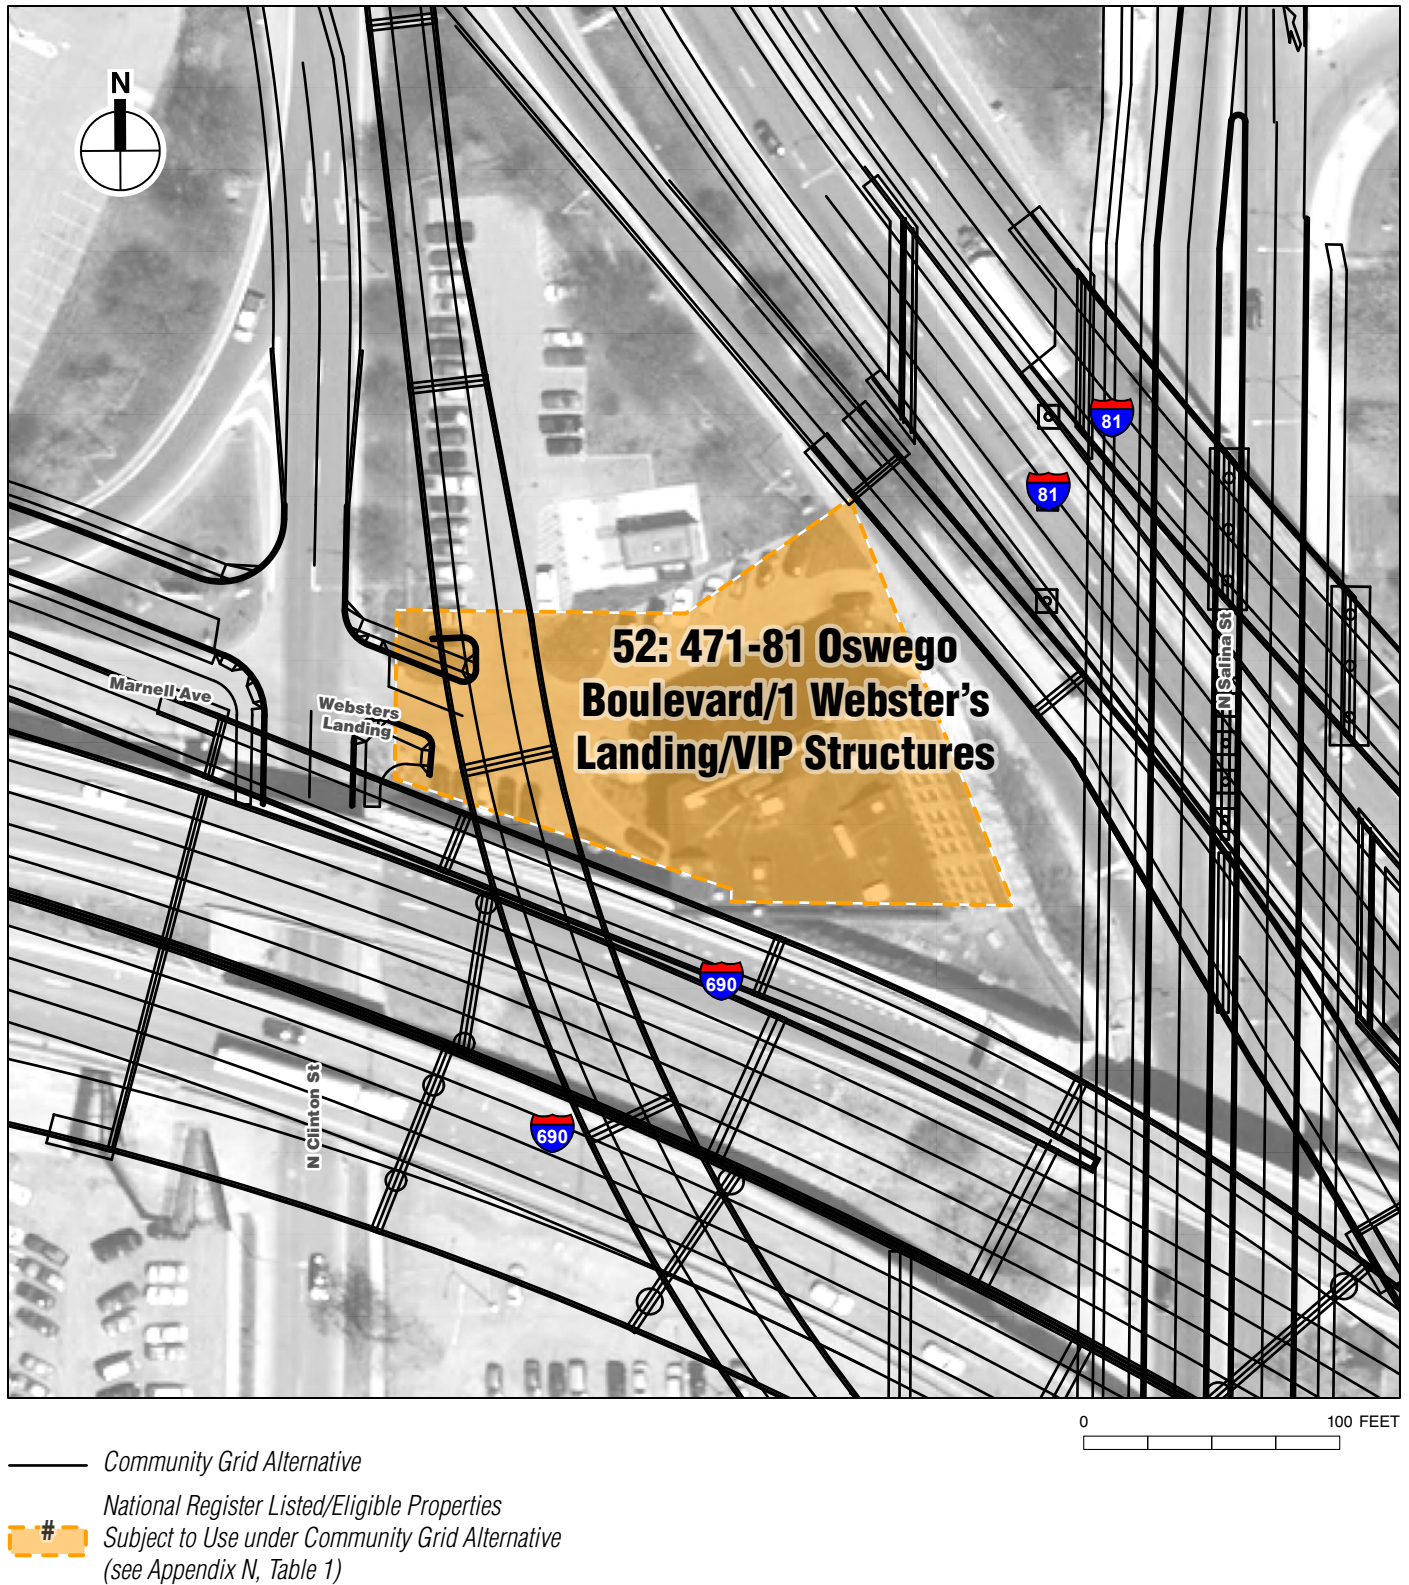 N
81
81
52: 471-81 Oswego
Boulevard/1 Webster's
Landing/VIP Structures
N Salina St
Marnell Ave
Websters
Landing
690
N Clinton St
690
0 100 FEET
Community Grid Alternative
National Register Listed/Eligible Properties
# Subject to Use under Community Grid Alternative
(see Appendix N, Table 1)